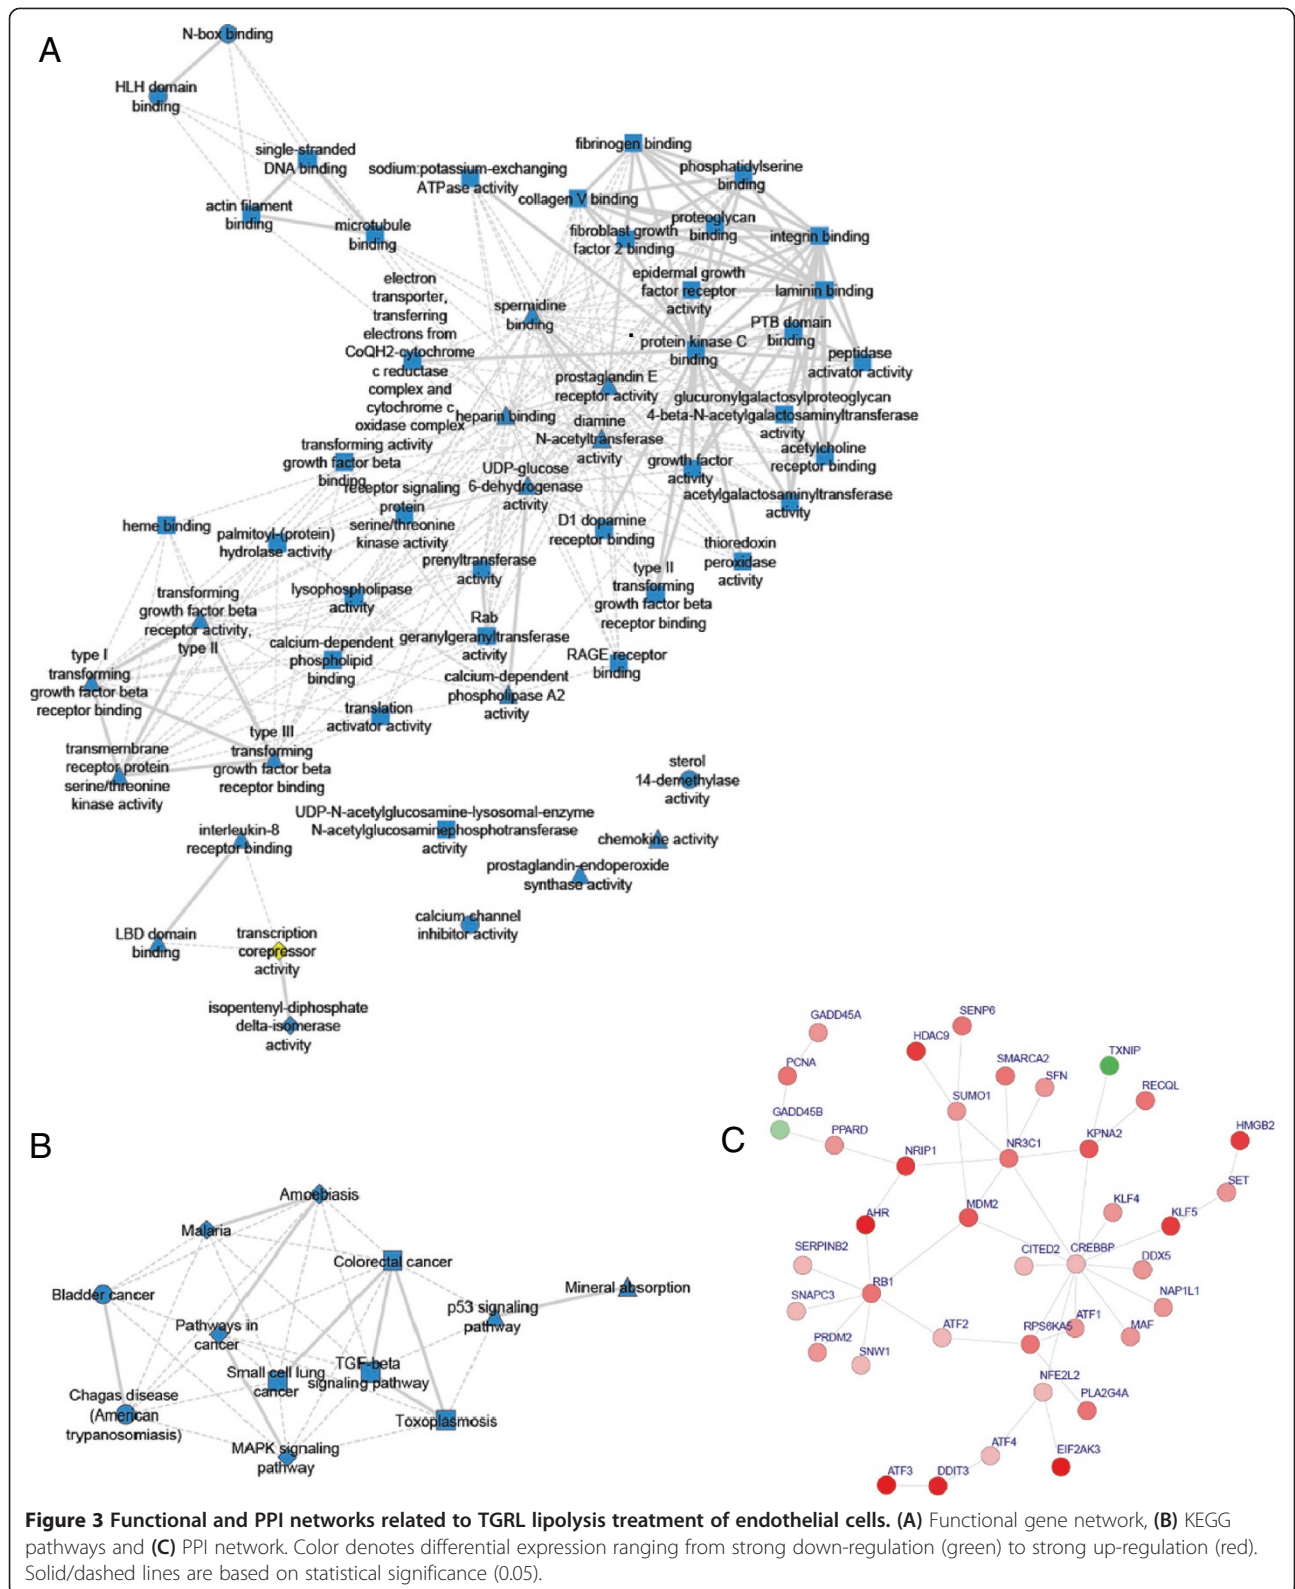 A
N-box binding
HLH domain
binding
single-stranded
DNA binding
actin filament
binding
microtubule
binding
sodium:potassium-exchanging
ATPase activity
fibrinogen binding
phosphatidylserine
binding
collagen V binding
proteoglycan
binding
fibroblast growth
factor 2 binding
integrin binding
epidermal growth
factor receptor
activity
laminin binding
electron
transporter,
transferring
electrons from
CoQH2-cytochrome
c reductase
complex and
cytochrome c
oxidase complex
activity
spermidine
binding
PTB domain
binding
protein kinase C
binding
peptidase
activator activity
prostaglandin E
receptor activity
glucuronylgalactosylproteoglycan
4-beta-N-acetylgalactosaminyltransferase
activity
heparin binding
diamine
N-acetyltransferase
activity
acetylcholine
receptor binding
transforming
growth factor beta
binding
growth factor
activity
UDP-glucose
6-dehydrogenase
activity
receptor signaling
protein
serine/threonine
kinase activity
acetylgalactosaminyltransferase
activity
heme binding
palmitoyl-(protein)
hydrolase activity
D1 dopamine
receptor binding
thioredoxin
peroxidase
activity
prenyltransferase
activity
type II
transforming
growth factor beta
receptor binding
transforming
growth factor beta
receptor activity,
type II
lysophospholipase
activity
Rab
geranylgeranyltransferase
activity
calcium-dependent
phospholipid
binding
RAGE receptor
binding
type I
transforming
growth factor beta
receptor binding
calcium-dependent
phospholipase A2
activity
translation
activator activity
type III
transforming
growth factor beta
receptor binding
transmembrane
receptor protein
serine/threonine
kinase activity
sterol
14-demethylase
activity
UDP-N-acetylglucosamine-lysosomal-enzyme
N-acetylglucosaminephosphotransferase
activity
interleukin-8
receptor binding
chemokine activity
prostaglandin-endoperoxide
synthase activity
calcium channel
inhibitor activity
LBD domain
binding
transcription
corepressor
activity
isopentenyl-diphosphate
delta-isomerase
activity
B
Amoebiasis
Malaria
Colorectal cancer
Bladder cancer
Mineral absorption
p53 signaling
pathway
Pathways in
cancer
Small cell lung
cancer
TGF-beta
signaling pathway
Chagas disease
(American
trypanosomiasis)
Toxoplasmosis
MAPK signaling
pathway
C
GADD45A
SENP6
HDAC9
TXNIP
PCNA
SMARCA2
SFN
RECQL
SUMO1
GADD45B
PPARD
HMGB2
NRIP1
NR3C1
KPNA2
SET
KLF4
MDM2
AHR
KLF5
SERPINB2
CITED2
CREBBP
DDX5
RB1
SNAPC3
NAP1L1
ATF2
RPS6KA5
ATF1
MAF
PRDM2
SNW1
NFE2L2
PLA2G4A
ATF4
EIF2AK3
ATF3
DDIT3
Figure 3 Functional and PPI networks related to TGRL lipolysis treatment of endothelial cells. (A) Functional gene network, (B) KEGG
pathways and (C) PPI network. Color denotes differential expression ranging from strong down-regulation (green) to strong up-regulation (red).
Solid/dashed lines are based on statistical significance (0.05).